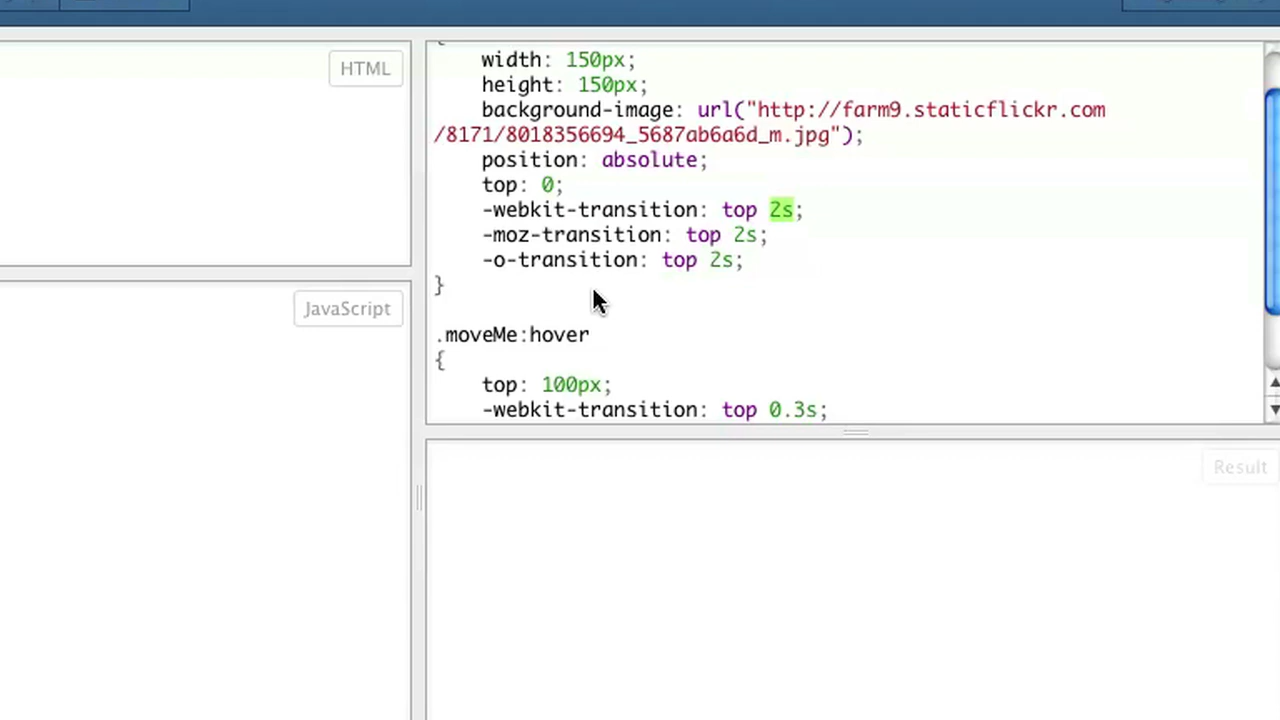 HTML
{
width: 150px;
height: 150px;
background-image: url("http://farm9.staticflickr.com
/8171/8018356694_5687ab6a6d_m.jpg");
position: absolute;
top: 0;
-webkit-transition: top 2s;
-moz-transition: top 2s;
-o-transition: top 2s;
}
.moveMe:hover
{
top: 100px;
-webkit-transition: top 0.3s;
JavaScript
Result